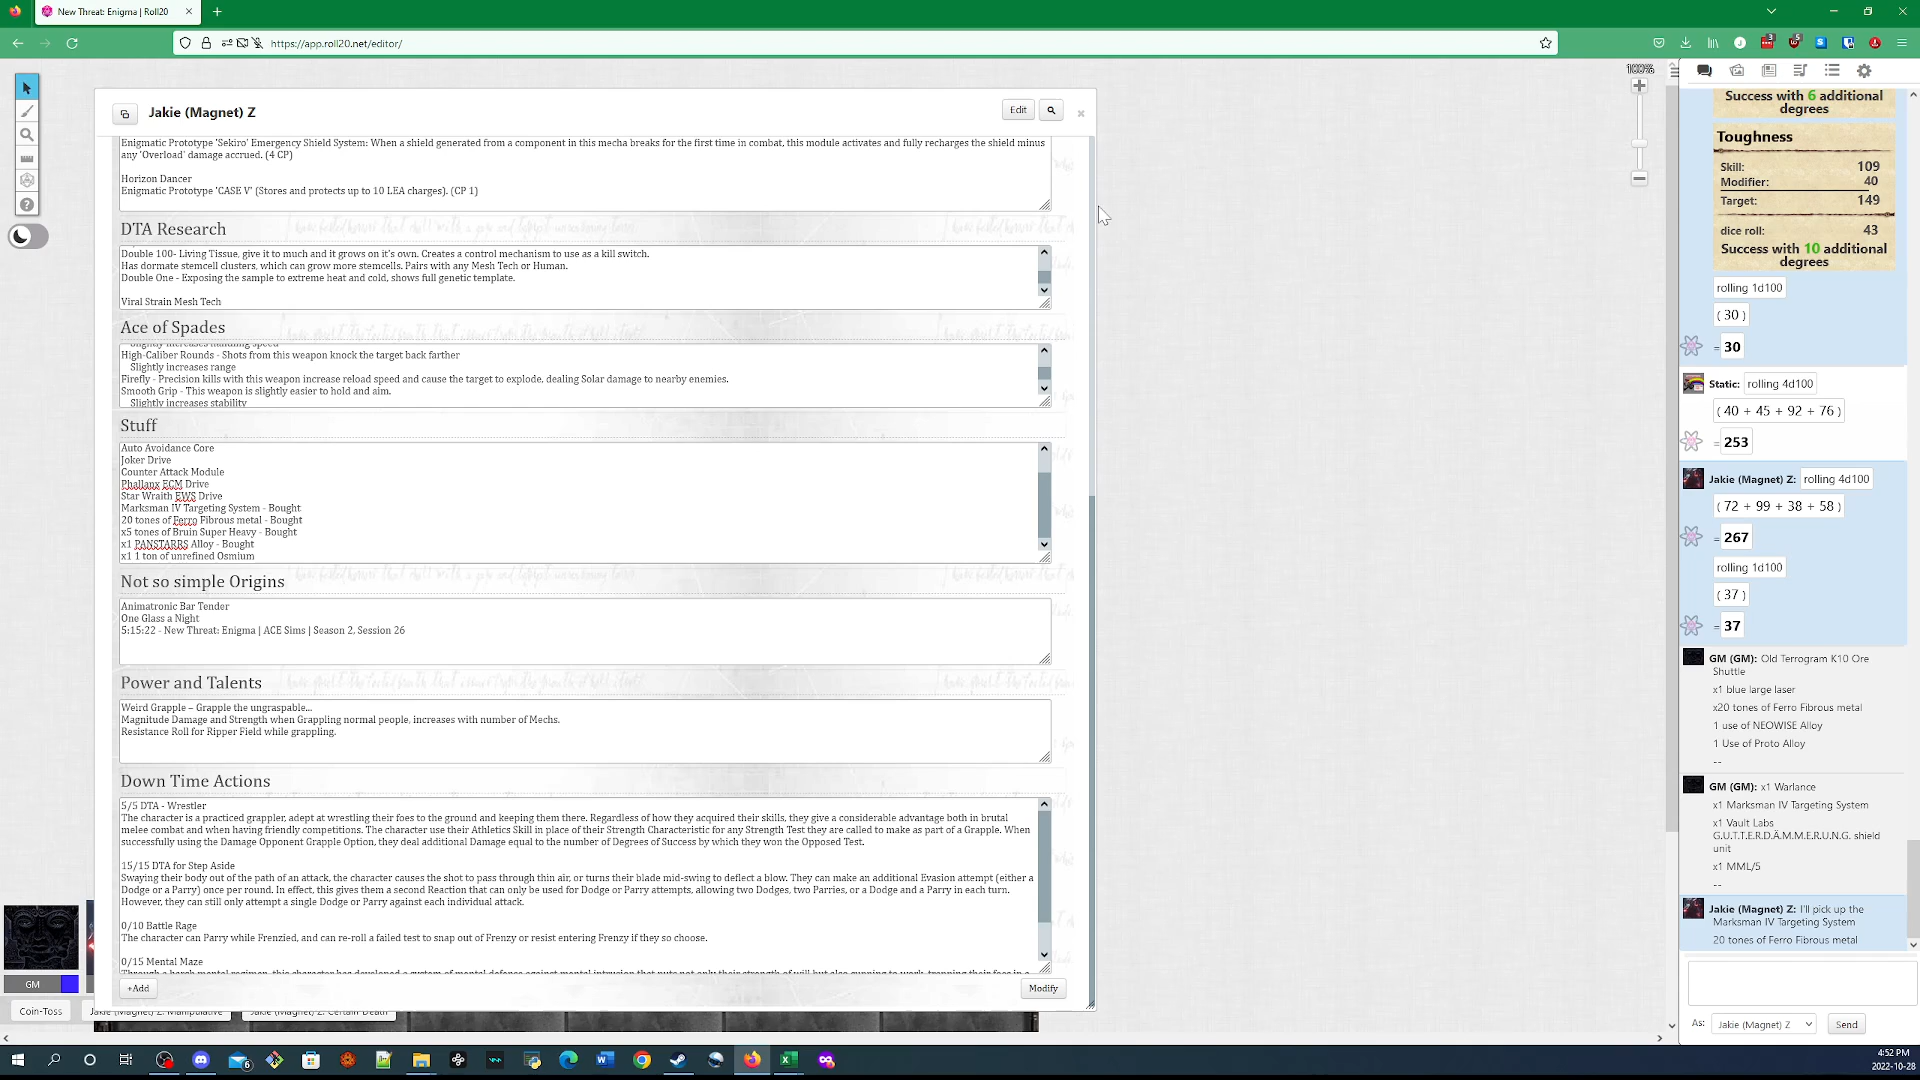 New Threat: Enigma | Roll20
https://app.roll20.net/editor/
Jakie (Magnet) Z
Edit
Enigmatic Prototype 'Sekiro' Emergency Shield System: When a shield generated from a component in this mecha breaks for the first time in combat, this module activates and fully recharges the shield minus
any 'Overload' damage accrued. (4 CP)
Horizon Dancer
Enigmatic Prototype 'CASE V' (Stores and protects up to 10 LEA charges). (CP 1)
DTA Research
Double 100- Living Tissue, give it to much and it grows on it's own. Creates a control mechanism to use as a kill switch.
Has dormate stemcell clusters, which can grow more stemcells. Pairs with any Mesh Tech or Human.
Double One - Exposing the sample to extreme heat and cold, shows full genetic template.
Viral Strain Mesh Tech
Ace of Spades
Slightly increases handling speed
High-Caliber Rounds - Shots from this weapon knock the target back farther
Slightly increases range
Firefly - Precision kills with this weapon increase reload speed and cause the target to explode, dealing Solar damage to nearby enemies.
Smooth Grip - This weapon is slightly easier to hold and aim.
Slightly increases stability
Stuff
Auto Avoidance Core
Joker Drive
Counter Attack Module
Phallanx ECM Drive
Star Wraith EWS Drive
Marksman IV Targeting System - Bought
20 tones of Ferro Fibrous metal - Bought
x5 tones of Bruin Super Heavy - Bought
x1 PANSTARRS Alloy - Bought
x1 1 ton of unrefined Osmium
Not so simple Origins
Animatronic Bar Tender
One Glass a Night
5:15:22 - New Threat: Enigma | ACE Sims | Season 2, Session 26
Power and Talents
Weird Grapple – Grapple the ungraspable...
Magnitude Damage and Strength when Grappling normal people, increases with number of Mechs.
Resistance Roll for Ripper Field while grappling.
Down Time Actions
5/5 DTA - Wrestler
The character is a practiced grappler, adept at wrestling their foes to the ground and keeping them there. Regardless of how they acquired their skills, they give a considerable advantage both in brutal
melee combat and when having friendly competitions. The character use their Athletics Skill in place of their Strength Characteristic for any Strength Test they are called to make as part of a Grapple. When
successfully using the Damage Opponent Grapple Option, they deal additional Damage equal to the number of Degrees of Success by which they won the Opposed Test.
15/15 DTA for Step Aside
Swaying their body out of the path of an attack, the character causes the shot to pass through thin air, or turns their blade mid-swing to deflect a blow. They can make an additional Evasion attempt (either a
Dodge or a Parry) once per round. In effect, this gives them a second Reaction that can only be used for Dodge or Parry attempts, allowing two Dodges, two Parries, or a Dodge and a Parry in each turn.
However, they can still only attempt a single Dodge or Parry against each individual attack.
0/10 Battle Rage
The character can Parry while Frenzied, and can re-roll a failed test to snap out of Frenzy or resist entering Frenzy if they so choose.
0/15 Mental Maze
+Add
Modify
GM
Coin-Toss
Jakie (Magnet) Z: Manipulative
Jakie (Magnet) Z: Certain Death
100%
Success with 6 additional
degrees
Toughness
Skill: 109
Modifier: 40
Target: 149
dice roll: 43
Success with 10 additional
degrees
rolling 1d100
( 30 )
= 30
Static: rolling 4d100
( 40 + 45 + 92 + 76 )
= 253
Jakie (Magnet) Z: rolling 4d100
( 72 + 99 + 38 + 58 )
= 267
rolling 1d100
( 37 )
= 37
GM (GM): Old Terrogram K10 Ore
Shuttle
x1 blue large laser
x20 tones of Ferro Fibrous metal
1 use of NEOWISE Alloy
1 Use of Proto Alloy
--
GM (GM): x1 Warlance
x1 Marksman IV Targeting System
x1 Vault Labs
G.U.T.T.E.R.D.Ä.M.M.E.R.U.N.G. shield
unit
x1 MML/5
--
Jakie (Magnet) Z: I'll pick up the
Marksman IV Targeting System
20 tones of Ferro Fibrous metal
As: Jakie (Magnet) Z
Send
4:52 PM
2022-10-28